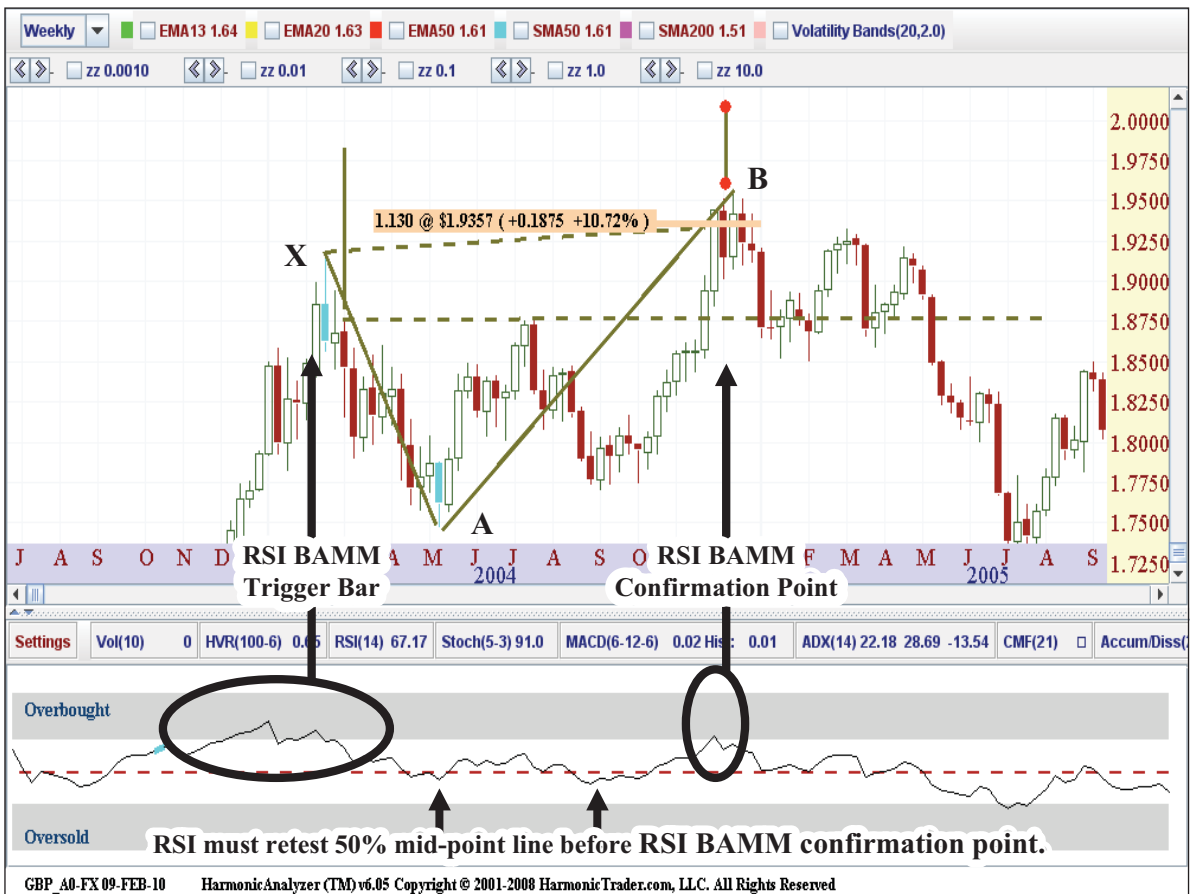 Weekly EMA13 1.64 EMA20 1.63 EMA50 1.61 SMA50 1.61 SMA200 1.51 Volatility Bands(20,2.0)
zz 0.0010 zz 0.01 zz 0.1 zz 1.0 zz 10.0
2.0000
1.9750
B
1.9500
1.130 @ $1.9357 ( +0.1875 +10.72% )
X
1.9250
1.9000
1.8750
1.8500
1.8250
1.8000
1.7750
A
1.7500
J A S O N D A M J J A S O F M A M J J A S
2004 2005
1.7250
RSI BAMM
Trigger Bar
RSI BAMM
Confirmation Point
Settings Vol(10) 0 HVR(100-6) RSI(14) 67.17 Stoch(5-3) 91.0 MACD(6-12-6) 0.02 0.01 ADX(14) 22.18 28.69 -13.54 CMF(21) Accum/Diss(
Overbought
Oversold
RSI must retest 50% mid-point line before RSI BAMM confirmation point.
GBP_A0-FX 09-FEB-10 HarmonicAnalyzer (TM) v6.05 Copyright © 2001-2008 HarmonicTrader.com, LLC. All Rights Reserved